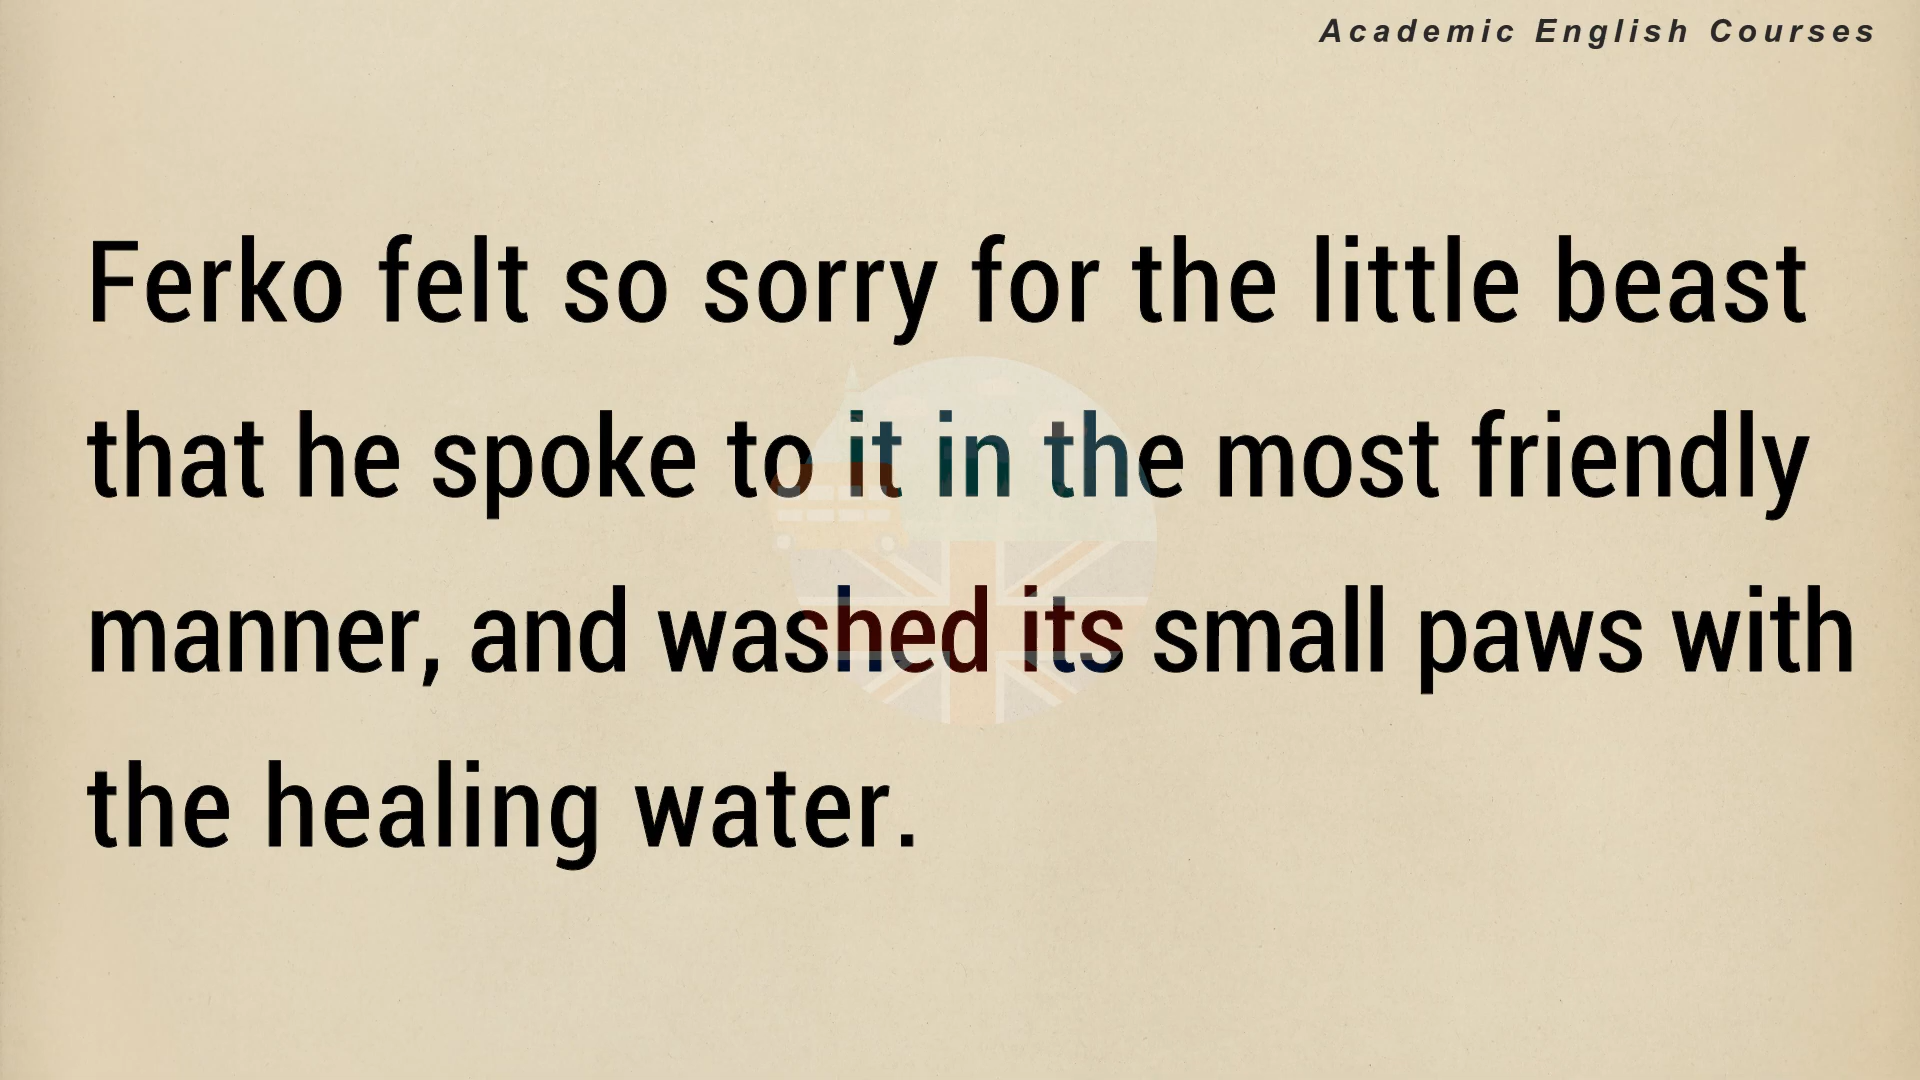 Academic English Courses
Ferko felt so sorry for the little beast
that he spoke to it in the most friendly
manner, and washed its small paws with
the healing water.